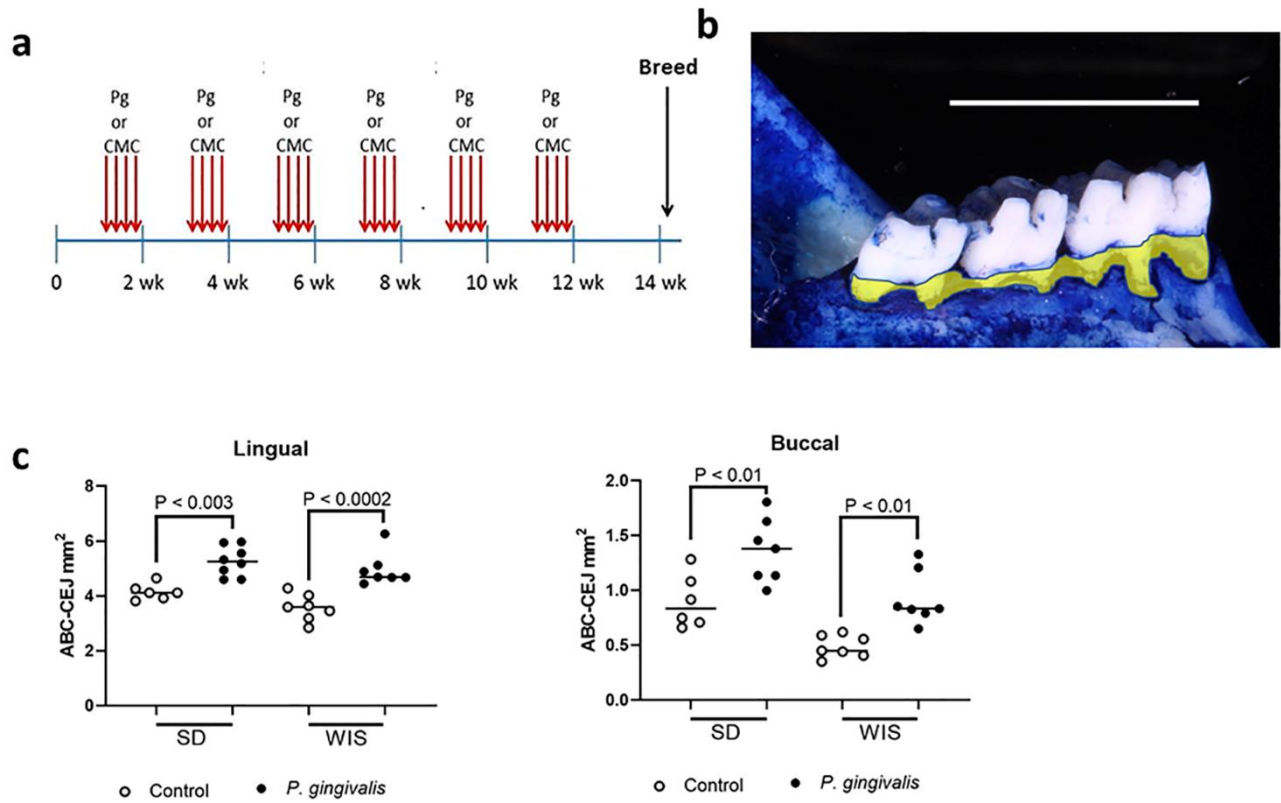 a
b
Breed
Pg Pg Pg Pg Pg Pg
or or or or or or
CMC CMC CMC CMC CMC CMC
0 2 wk 4 wk 6 wk 8 wk 10 wk 12 wk 14 wk
c
Lingual
8
6
4
2
0
ABC-CEJ mm²
P < 0.003
P < 0.0002
SD WIS
Control P. gingivalis
Buccal
2.0
1.5
1.0
0.5
0.0
ABC-CEJ mm²
P < 0.01
P < 0.01
SD WIS
Control P. gingivalis